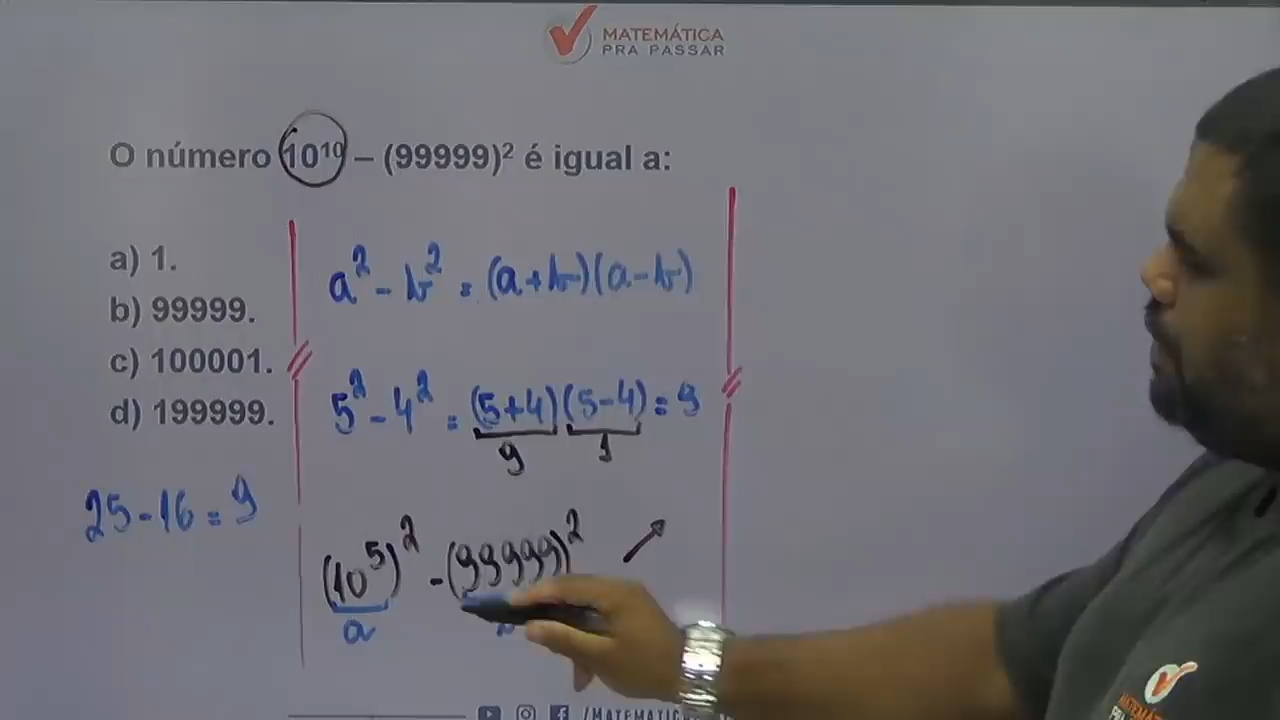 MATEMÁTICA
PRA PASSAR
O número 10¹⁰ – (99999)² é igual a:
a) 1.
b) 99999.
c) 100001.
d) 199999.
25-16=9
a² - b² = (a+b)(a-b)
5² - 4² = (5+4)(5-4) = 9
9 1
(10⁵)² - (99999)²
a
MATEMÁTICA